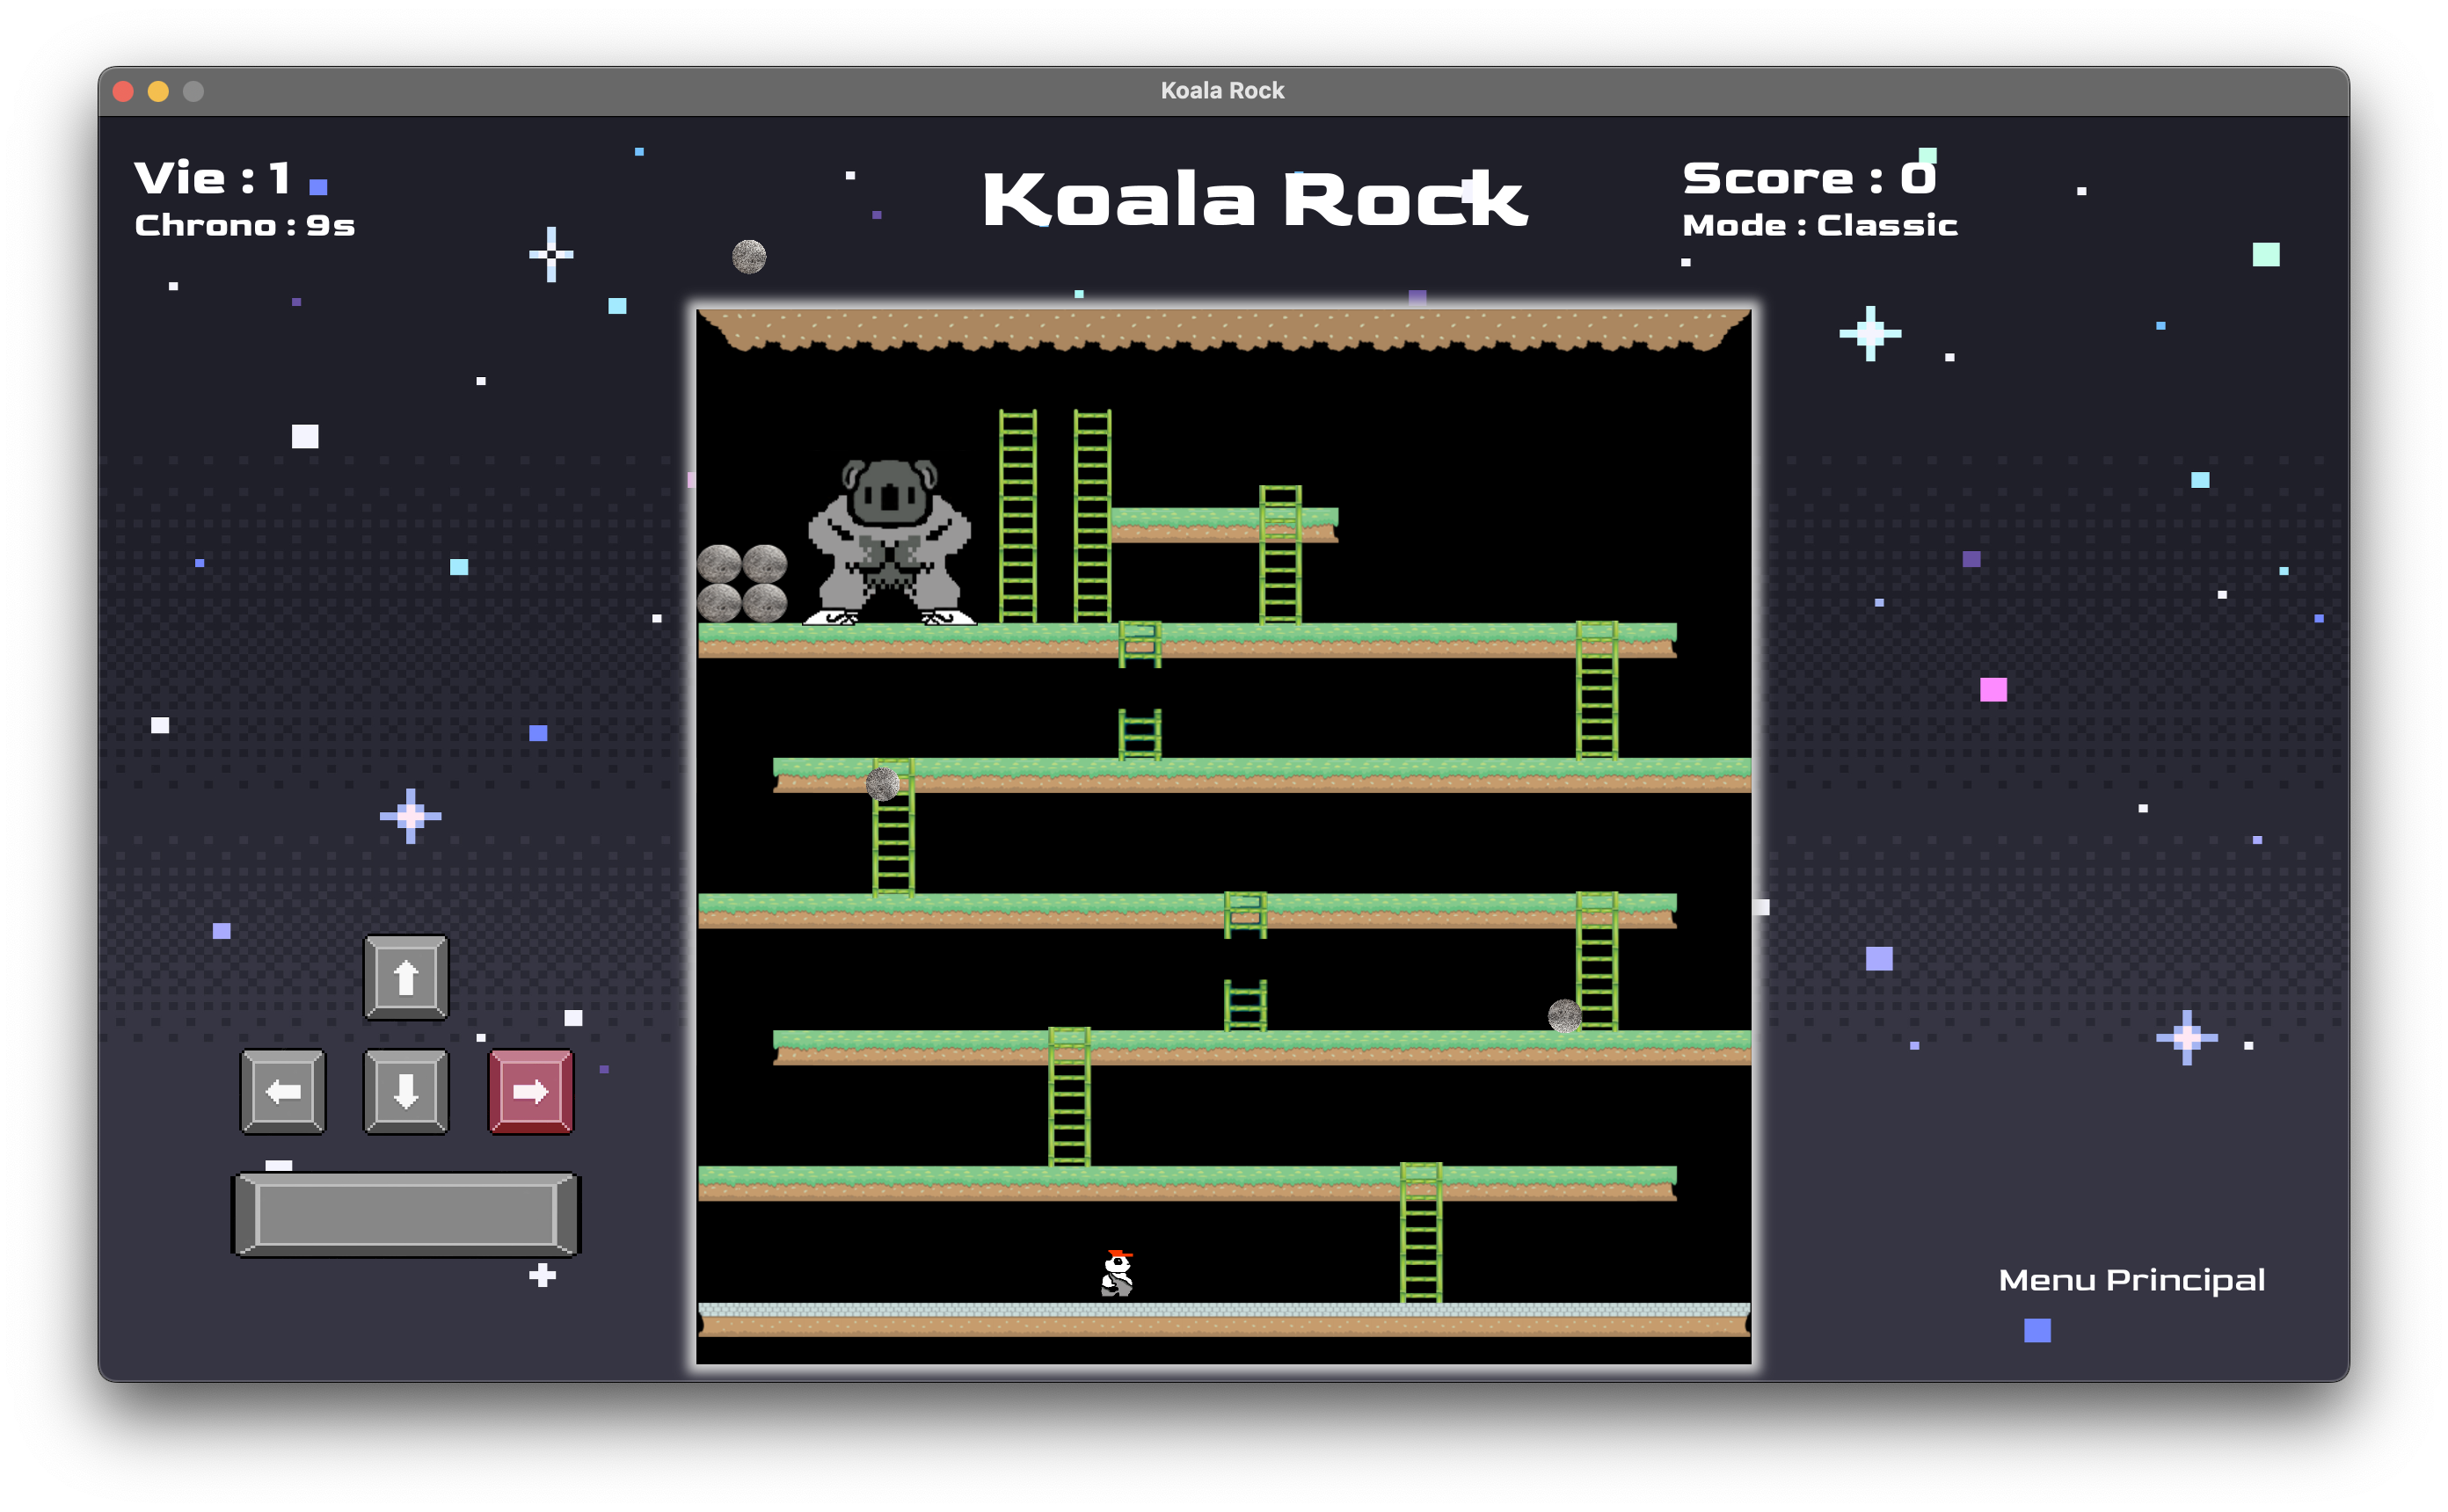 Koala Rock
Vie : 1
Chrono : 9s
Koala Rock
Score : 0
Mode : Classic
Menu Principal